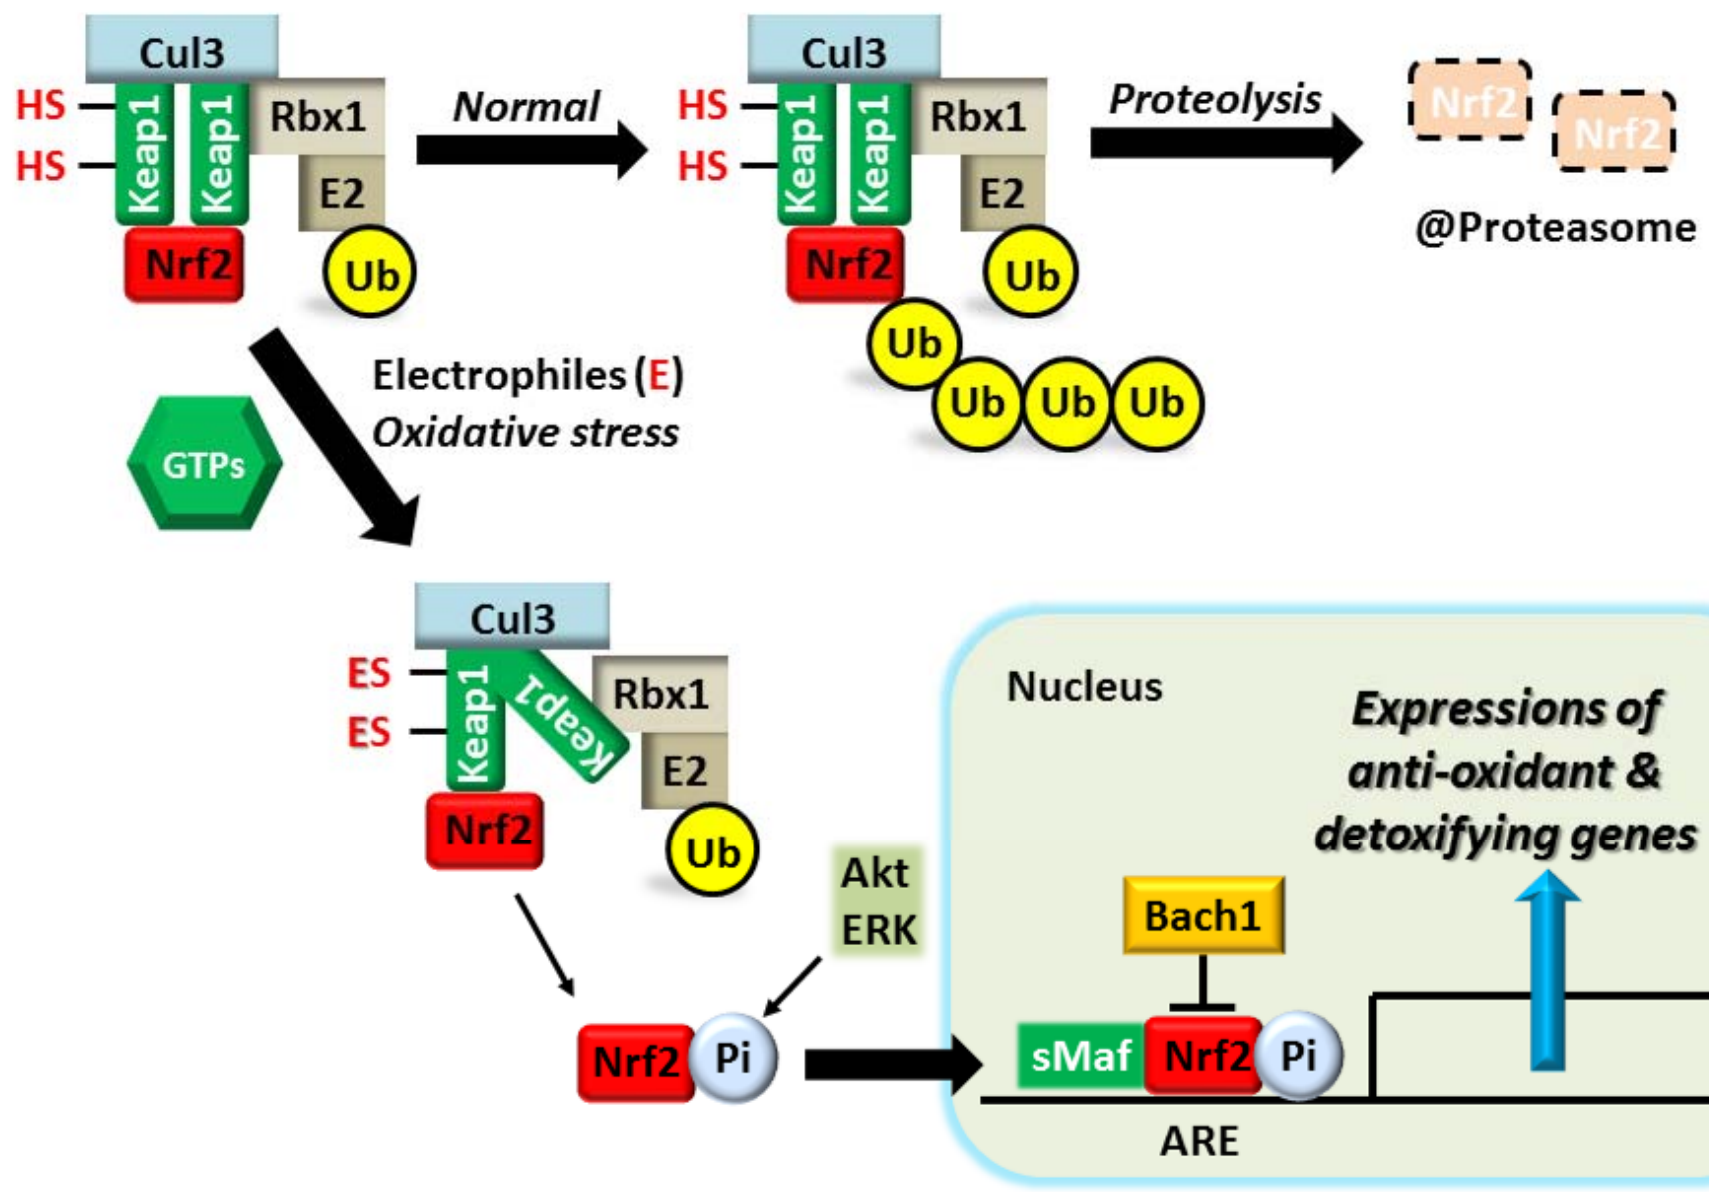 Cul3
HS
HS
Keap1
Keap1
Rbx1
E2
Nrf2
Ub
Normal
Cul3
HS
HS
Keap1
Keap1
Rbx1
E2
Nrf2
Ub
Ub
Ub
Ub
Ub
Proteolysis
Nrf2
Nrf2
@Proteasome
GTPs
Electrophiles (E)
Oxidative stress
Cul3
ES
ES
Keap1
Keap1
Rbx1
E2
Nrf2
Ub
Akt
ERK
Nrf2
Pi
Nucleus
Expressions of
anti-oxidant &
detoxifying genes
Bach1
sMaf
Nrf2
Pi
ARE